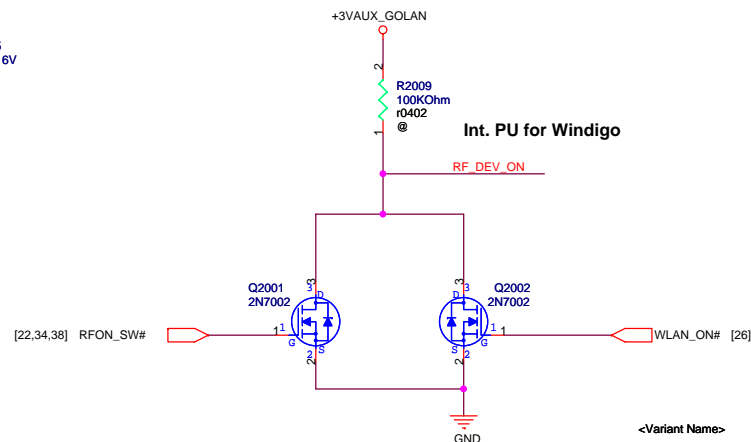 +3VAUX_GOLAN
6V
2
R2009
100KOhm
r0402
@
1
Int. PU for Windigo
RF_DEV_ON
3
3
Q2001
2N7002
3
D
3
D
Q2002
2N7002
[22,34,38] RFON_SW#
1
1
G
S
2
2
1
1
G
S
2
2
WLAN_ON# [26]
GND
<Variant Name>